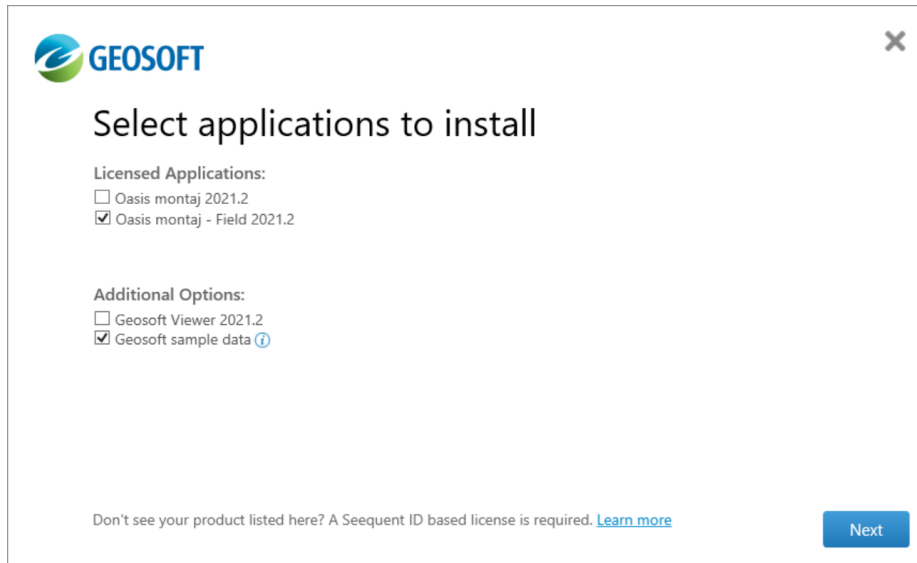 GEOSOFT
Select applications to install
Licensed Applications:
Oasis montaj 2021.2
Oasis montaj - Field 2021.2
Additional Options:
Geosoft Viewer 2021.2
Geosoft sample data i
Don't see your product listed here? A Seequent ID based license is required. Learn more
Next